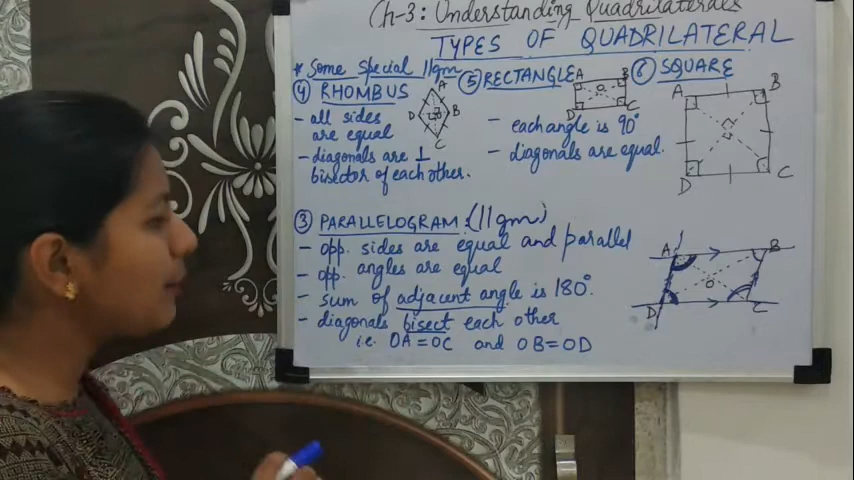 Ch-3: Understanding Quadrilaterals
TYPES OF QUADRILATERAL
* Some special 11gm
④ RHOMBUS
- all sides
are equal
- diagonals are ⊥
bisector of each other.
A
D B
O
C
⑤ RECTANGLE
A B
O
D C
- each angle is 90°
- diagonals are equal.
⑥ SQUARE
A B
O
D C
③ PARALLELOGRAM: (11gm)
- opp. sides are equal and parallel
- opp. angles are equal
- sum of adjacent angle is 180°.
- diagonals bisect each other
i.e. OA = OC and OB = OD
A B
O
D C